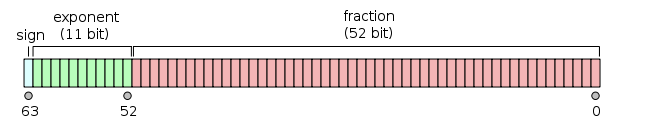 sign
exponent
(11 bit)
fraction
(52 bit)
63
52
0